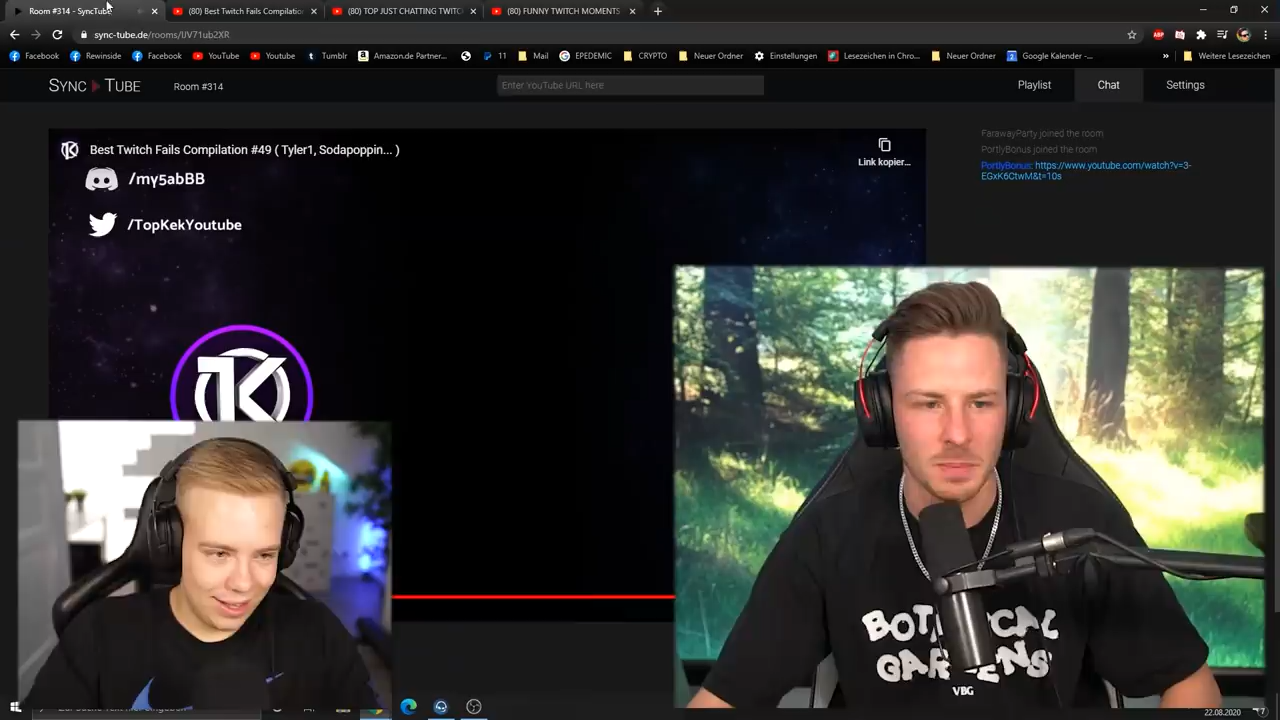 Room #314 - SyncTube
(80) Best Twitch Fails Compilation
(80) TOP JUST CHATTING TWITC
(80) FUNNY TWITCH MOMENTS
sync-tube.de/rooms/IJV71ub2XR
Facebook
Rewinside
Facebook
YouTube
Youtube
Tumblr
Amazon.de Partner...
11
Mail
EPEDEMIC
CRYPTO
Neuer Ordner
Einstellungen
Lesezeichen in Chro...
Neuer Ordner
Google Kalender -...
»
Weitere Lesezeichen
SYNC TUBE
Room #314
Enter YouTube URL here
Playlist
Chat
Settings
Best Twitch Fails Compilation #49 ( Tyler1, Sodapoppin... )
Link kopier...
/my5abBB
/TopKekYoutube
FarawayParty joined the room
PortlyBonus joined the room
PortlyBonus: https://www.youtube.com/watch?v=3-
EGxK6CtwM&t=10s
TK
BOTANICAL
GARDENS
VBG
22.08.2020